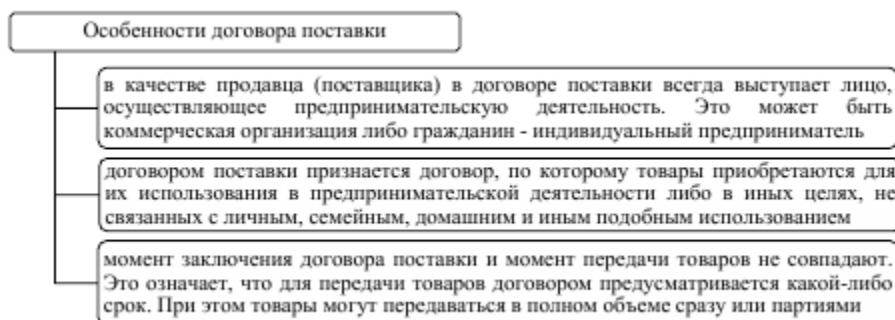 Особенности договора поставки
в качестве продавца (поставщика) в договоре поставки всегда выступает лицо,
осуществляющее предпринимательскую деятельность. Это может быть
коммерческая организация либо гражданин - индивидуальный предприниматель
договором поставки признается договор, по которому товары приобретаются для
их использования в предпринимательской деятельности либо в иных целях, не
связанных с личным, семейным, домашним и иным подобным использованием
момент заключения договора поставки и момент передачи товаров не совпадают.
Это означает, что для передачи товаров договором предусматривается какой-либо
срок. При этом товары могут передаваться в полном объеме сразу или партиями